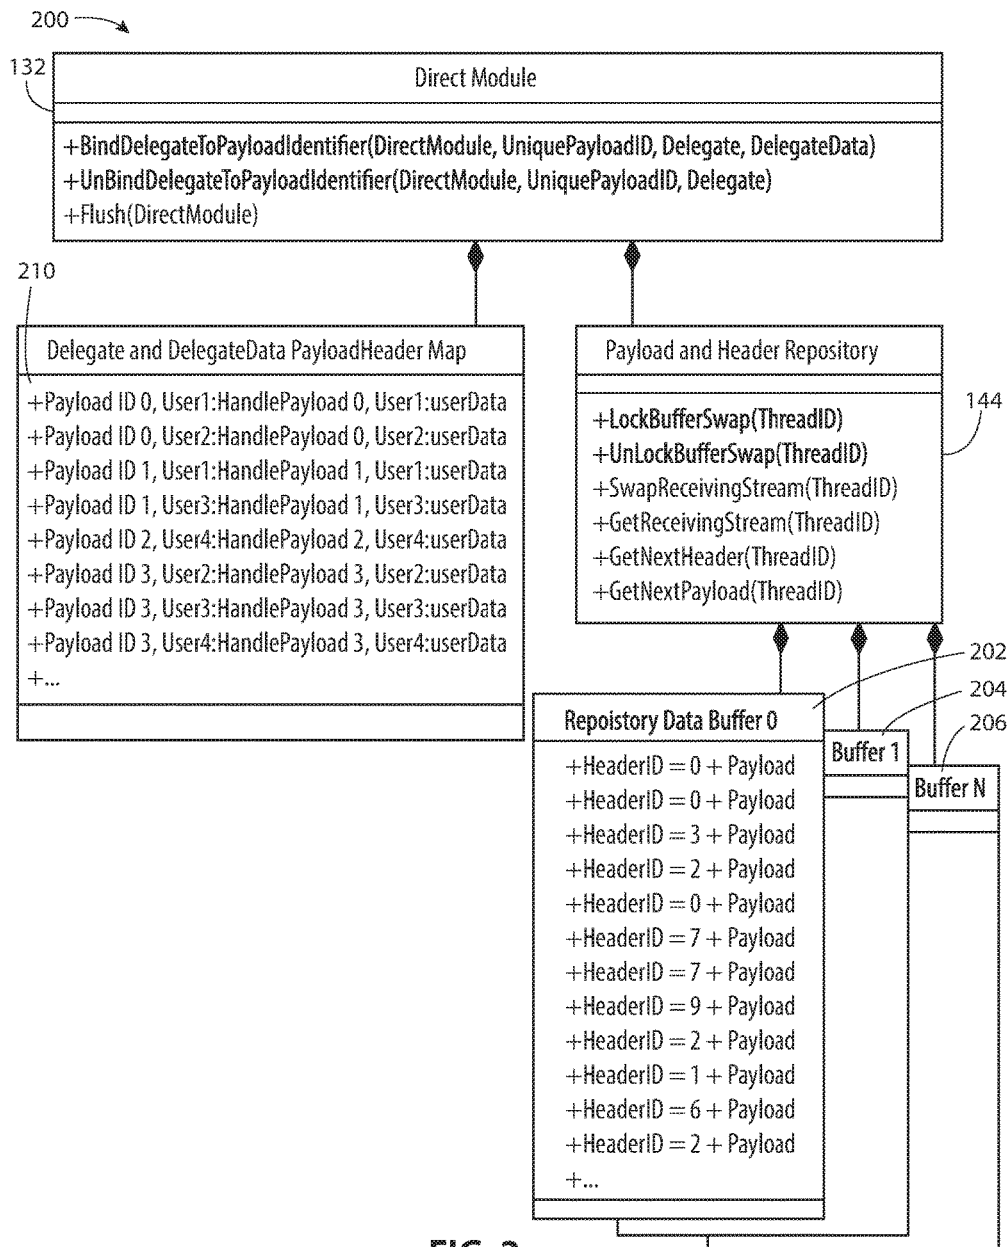 200
132
Direct Module
+BindDelegateToPayloadIdentifier(DirectModule, UniquePayloadID, Delegate, DelegateData)
+UnBindDelegateToPayloadIdentifier(DirectModule, UniquePayloadID, Delegate)
+Flush(DirectModule)
210
Delegate and DelegateData PayloadHeader Map
+Payload ID 0, User1:HandlePayload 0, User1:userData
+Payload ID 0, User2:HandlePayload 0, User2:userData
+Payload ID 1, User1:HandlePayload 1, User1:userData
+Payload ID 1, User3:HandlePayload 1, User3:userData
+Payload ID 2, User4:HandlePayload 2, User4:userData
+Payload ID 3, User2:HandlePayload 3, User2:userData
+Payload ID 3, User3:HandlePayload 3, User3:userData
+Payload ID 3, User4:HandlePayload 3, User4:userData
+...
Payload and Header Repository
144
+LockBufferSwap(ThreadID)
+UnLockBufferSwap(ThreadID)
+SwapReceivingStream(ThreadID)
+GetReceivingStream(ThreadID)
+GetNextHeader(ThreadID)
+GetNextPayload(ThreadID)
202
204
206
Repoistory Data Buffer 0
+HeaderID = 0 + Payload
+HeaderID = 0 + Payload
+HeaderID = 3 + Payload
+HeaderID = 2 + Payload
+HeaderID = 0 + Payload
+HeaderID = 7 + Payload
+HeaderID = 7 + Payload
+HeaderID = 9 + Payload
+HeaderID = 2 + Payload
+HeaderID = 1 + Payload
+HeaderID = 6 + Payload
+HeaderID = 2 + Payload
+...
Buffer 1
Buffer N